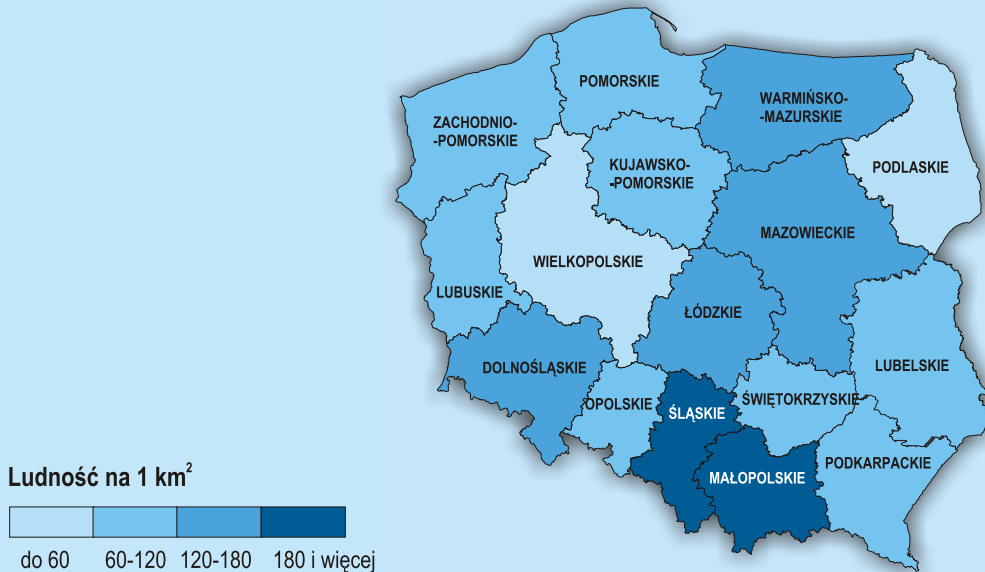 POMORSKIE
WARMIŃSKO-
-MAZURSKIE
ZACHODNIO-
-POMORSKIE
KUJAWSKO-
-POMORSKIE
PODLASKIE
MAZOWIECKIE
WIELKOPOLSKIE
LUBUSKIE
ŁÓDZKIE
DOLNOŚLĄSKIE
LUBELSKIE
OPOLSKIE
ŚLĄSKIE
ŚWIĘTOKRZYSKIE
MAŁOPOLSKIE
PODKARPACKIE
Ludność na 1 km²
do 60
60-120
120-180
180 i więcej